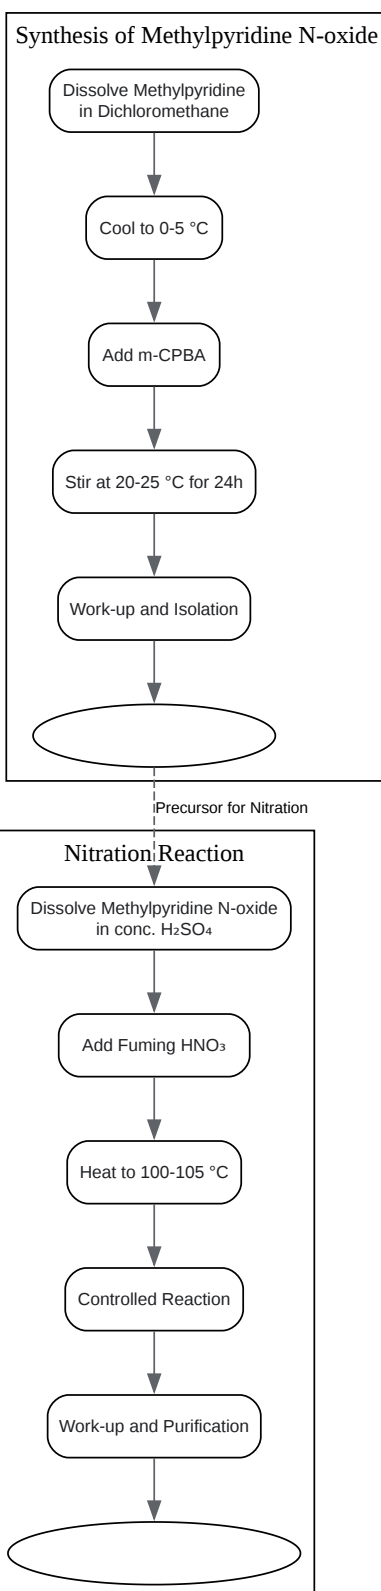 Synthesis of Methylpyridine N-oxide
Dissolve Methylpyridine
in Dichloromethane
Cool to 0-5 °C
Add m-CPBA
Stir at 20-25 °C for 24h
Work-up and Isolation
Precursor for Nitration
Nitration Reaction
Dissolve Methylpyridine N-oxide
in conc. H₂SO₄
Add Fuming HNO₃
Heat to 100-105 °C
Controlled Reaction
Work-up and Purification